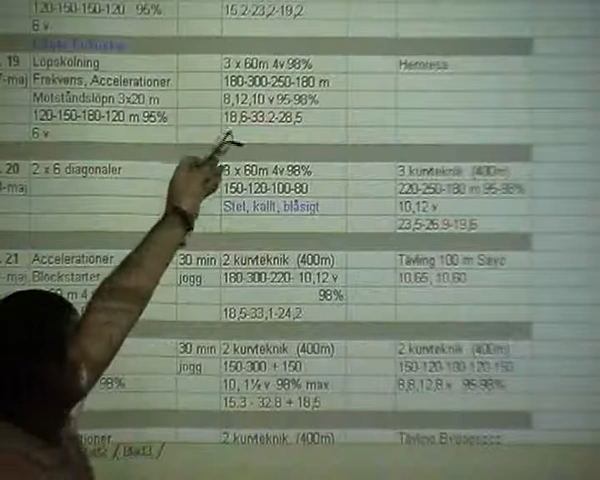 120-150-150-120 95% 15,2-23,2-19,2
6 v
19 Löpskolning 3 x 60m 4v 98% Hemresa
maj Frekvens, Accelerationer 180-300-250-180 m
Motståndslöpn 3x20 m 8,12,10 v 95-98%
120-150-180-120 m 95% 18,6-33.2-28,5
6 v
20 2 x 6 diagonaler 3 x 60m 4v 98% 3 kurvteknik (400m)
maj 150-120-100-80 220-250-180 m 95-98%
Stel, kallt, blåsigt 10,12 v
23,5-26.9-19,6
21 Accelerationer 30 min 2 kurvteknik (400m) Tävling 100 m
maj Blockstarter jogg 180-300-220- 10,12 v 10.65, 10,60
m 4 98%
18,5-33,1-24,2
30 min 2 kurvteknik (400m) 2 kurvteknik (400m)
jogg 150-300 + 150 150-120-180-120-150
98% 10, 1½ v 98% max 8,8,12,8 v 95-98%
15.3 - 32.8 + 18,5
2 kurvteknik (400m) Tävling